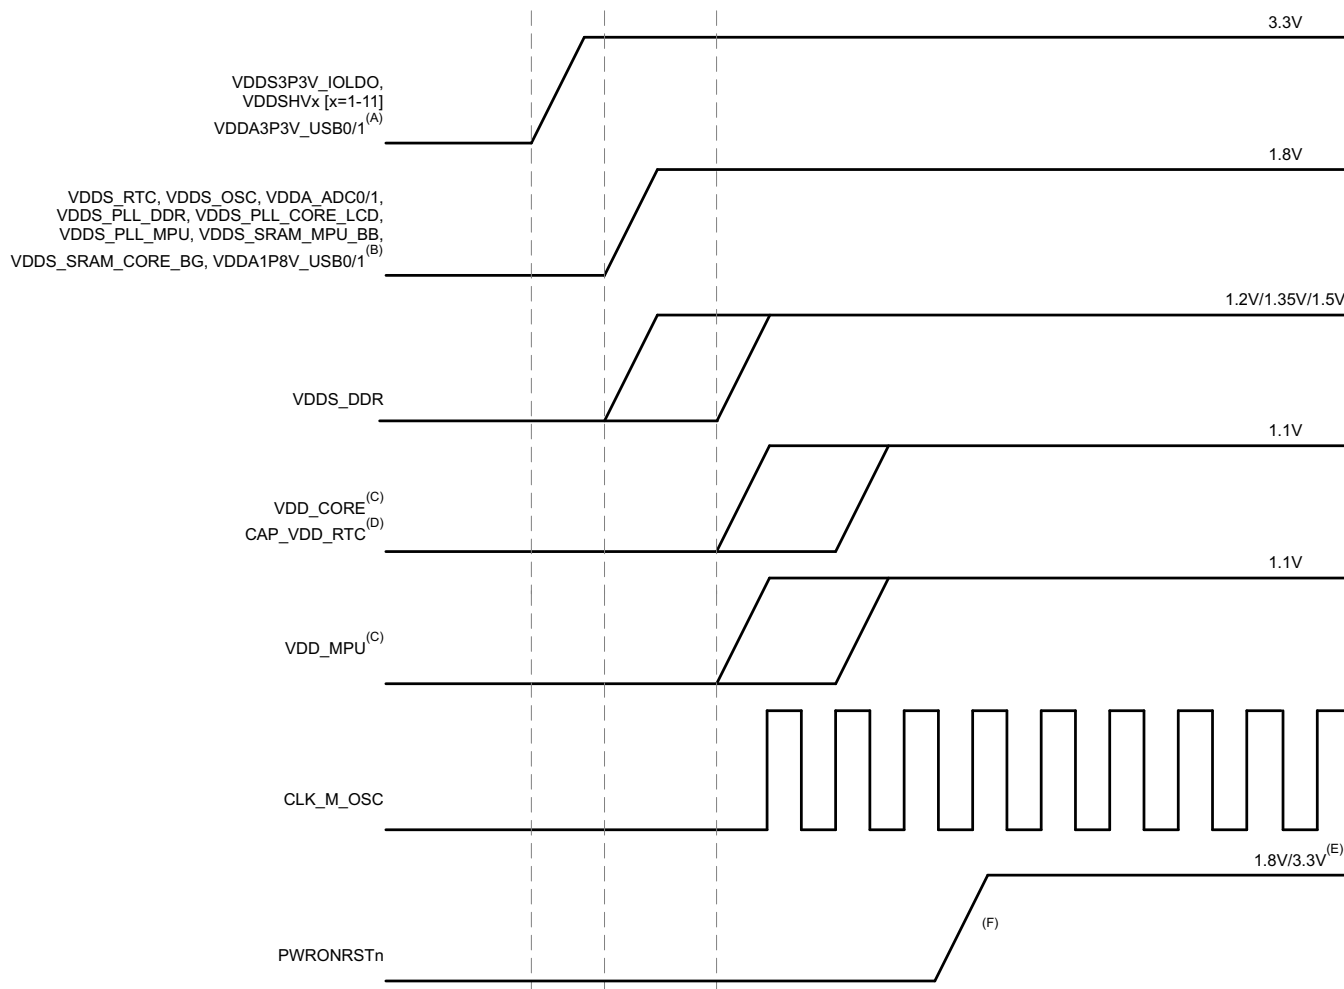 3.3V
VDDS3P3V_IOLDO,
VDDSHVx [x=1-11]
VDDA3P3V_USB0/1(A)
1.8V
VDDS_RTC, VDDS_OSC, VDDA_ADC0/1,
VDDS_PLL_DDR, VDDS_PLL_CORE_LCD,
VDDS_PLL_MPU, VDDS_SRAM_MPU_BB,
VDDS_SRAM_CORE_BG, VDDA1P8V_USB0/1(B)
1.2V/1.35V/1.5V
VDDS_DDR
1.1V
VDD_CORE(C)
CAP_VDD_RTC(D)
1.1V
VDD_MPU(C)
CLK_M_OSC
1.8V/3.3V(E)
(F)
PWRONRSTn